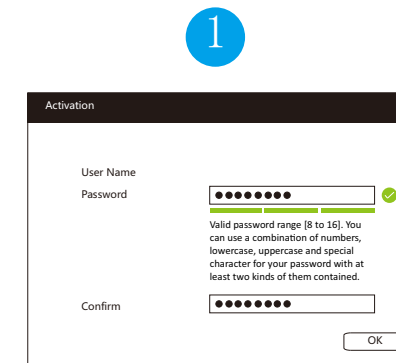 1
Activation
User Name
Password
●●●●●●●●
Valid password range [8 to 16]. You
can use a combination of numbers,
lowercase, uppercase and special
character for your password with at
least two kinds of them contained.
Confirm
●●●●●●●●
OK